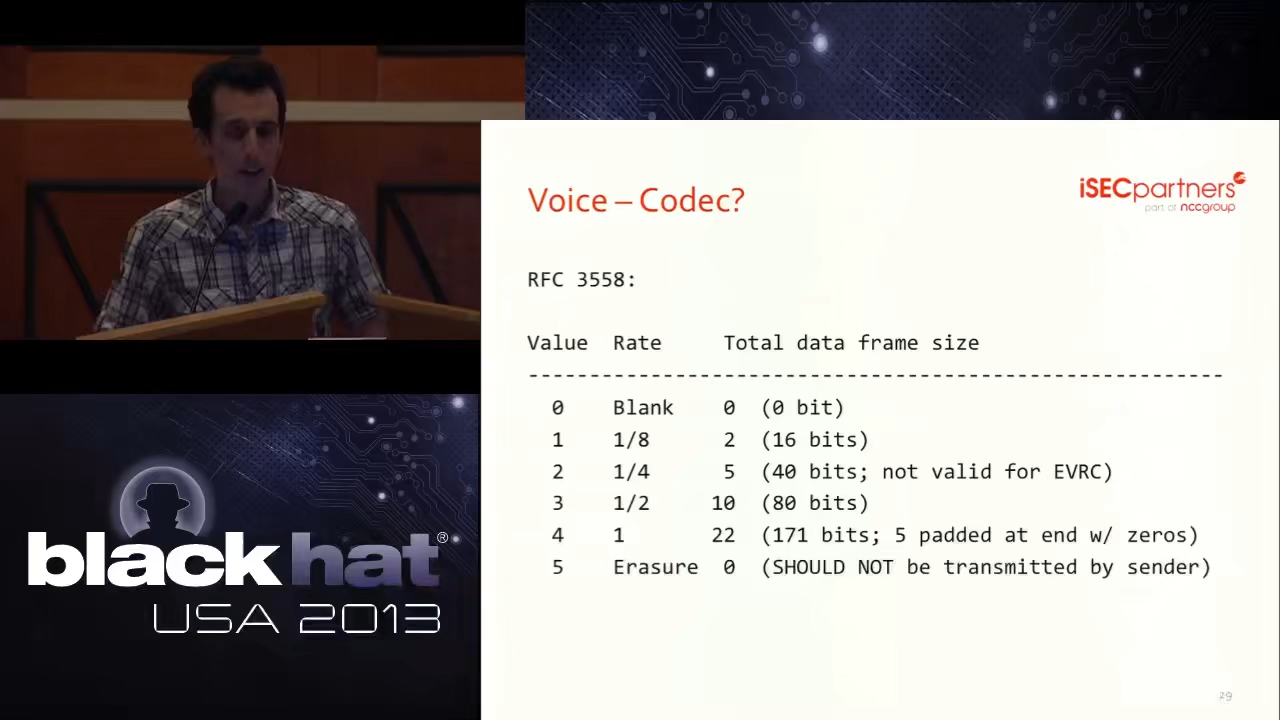 Voice – Codec?
iSECpartners
part of nccgroup
RFC 3558:
Value Rate Total data frame size
---------------------------------------------------------
0 Blank 0 (0 bit)
1 1/8 2 (16 bits)
2 1/4 5 (40 bits; not valid for EVRC)
3 1/2 10 (80 bits)
4 1 22 (171 bits; 5 padded at end w/ zeros)
5 Erasure 0 (SHOULD NOT be transmitted by sender)
29
black hat®
USA 2013